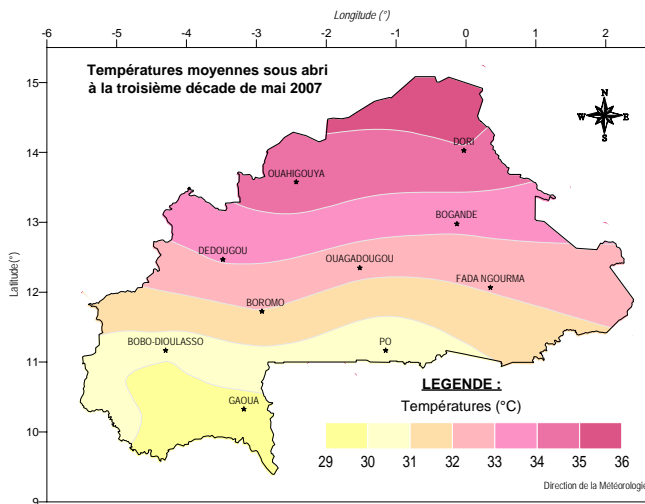 Longitude (°)
-6 -5 -4 -3 -2 -1 0 1 2
Températures moyennes sous abri
à la troisième décade de mai 2007
N
W E
S
15
14
13
12
11
10
9
Latitude (°)
DORI
OUAHIGOUYA
BOGANDE
DEDOUGOU
OUAGADOUGOU
FADA NGOURMA
BOROMO
BOBO-DIOULASSO
PO
GAOUA
LEGENDE :
Températures (°C)
29 30 31 32 33 34 35 36
Direction de la Météorologie